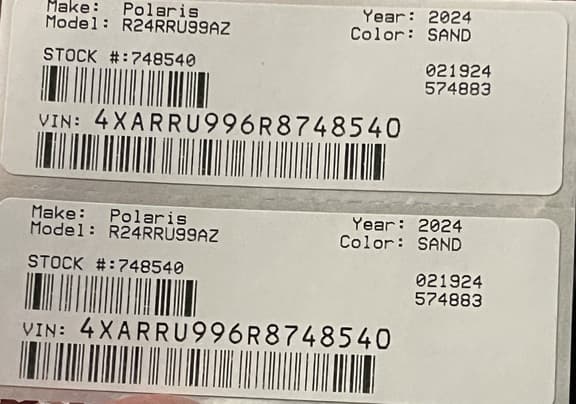 Make: Polaris Year: 2024
Model: R24RRU99AZ Color: SAND
STOCK #:748540 021924
574883
VIN: 4XARRU996R8748540
Make: Polaris Year: 2024
Model: R24RRU99AZ Color: SAND
STOCK #:748540 021924
574883
VIN: 4XARRU996R8748540